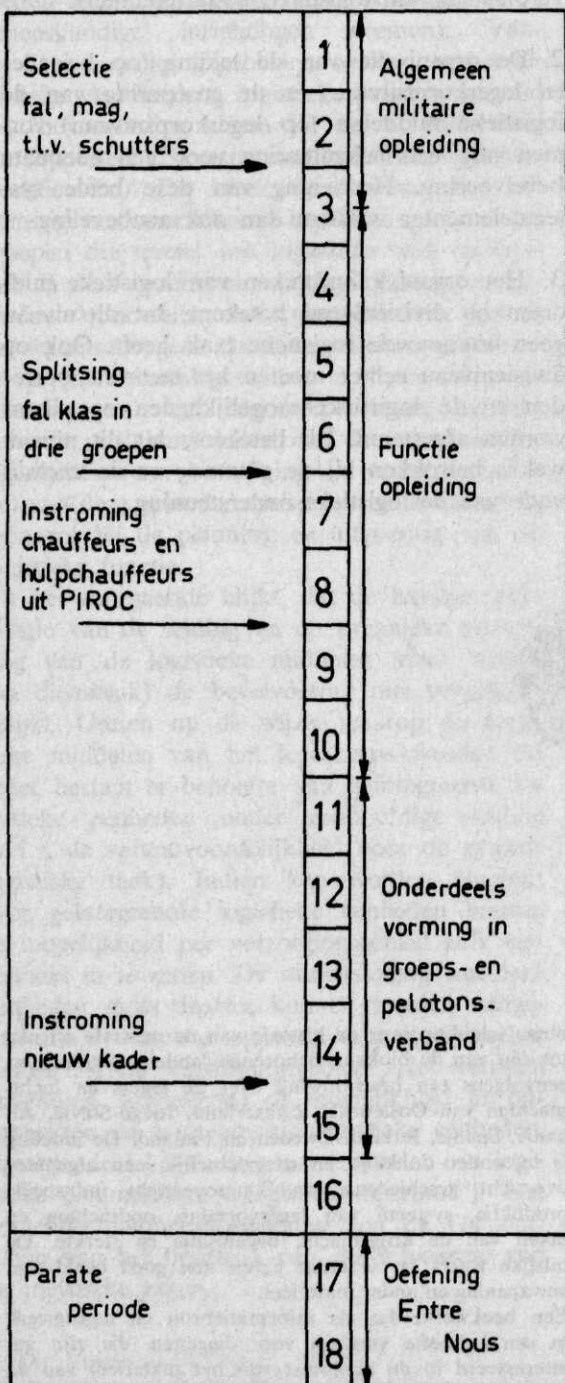 Selectie
fal, mag,
t.l.v. schutters
Splitsing
fal klas in
drie groepen
Instroming
chauffeurs en
hulpchauffeurs
uit PIROC
Instroming
nieuw kader
Parate
periode
1
2
3
4
5
6
7
8
9
10
11
12
13
14
15
16
17
18
Algemeen
militaire
opleiding
Functie
opleiding
Onderdeels
vorming in
groeps- en
pelotons-
verband.
Oefening
Entre
Nous